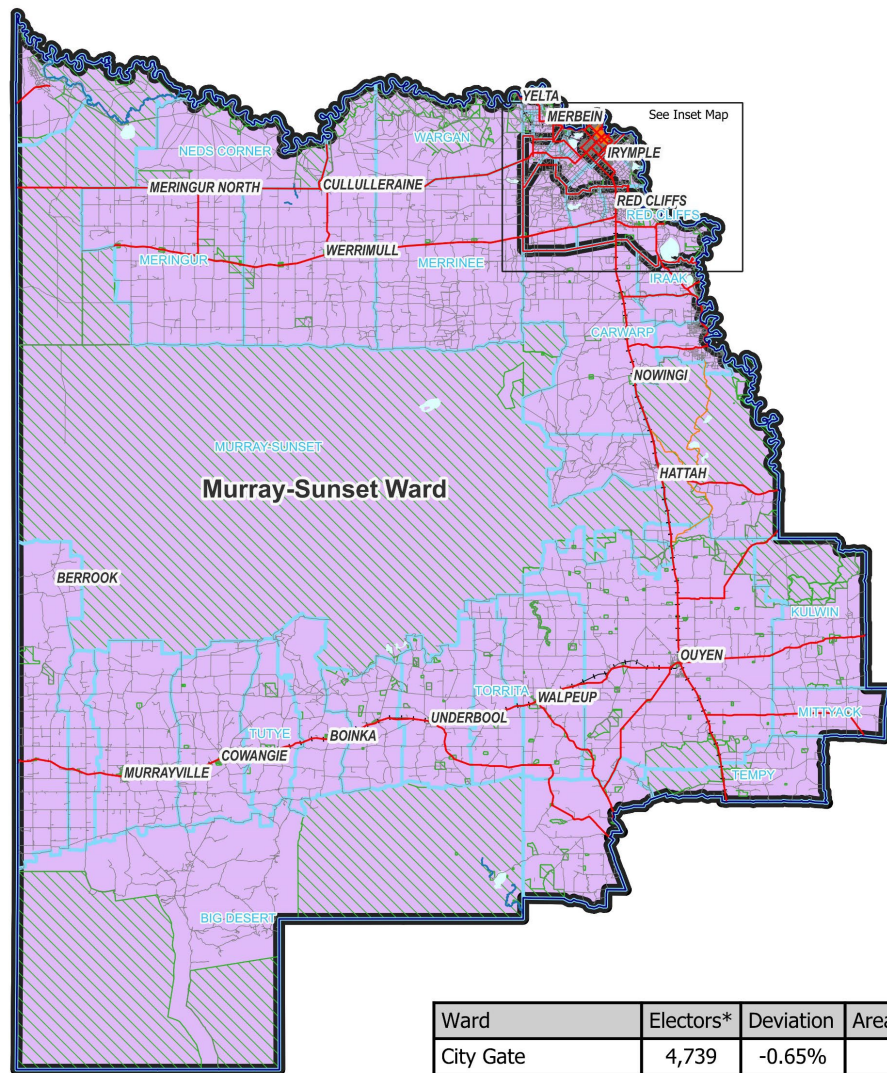 YELTA
See Inset Map
MERBEIN
WARGAN
NEDS CORNER
IRYMPLE
MERINGUR NORTH
CULLULLERAINE
RED CLIFFS
RED CLIFFS
WERRIMULL
MERINGUR
MERRINEE
IRAAK
CARWARP
NOWINGI
MURRAY-SUNSET
HATTAH
Murray-Sunset Ward
BERROOK
KULWIN
OUYEN
TORRITA
WALPEUP
MITTYACK
UNDERBOOL
TUTYE
BOINKA
COWANGIE
MURRAYVILLE
TEMPY
BIG DESERT
Ward Electors* Deviation Area
City Gate 4,739 -0.65%